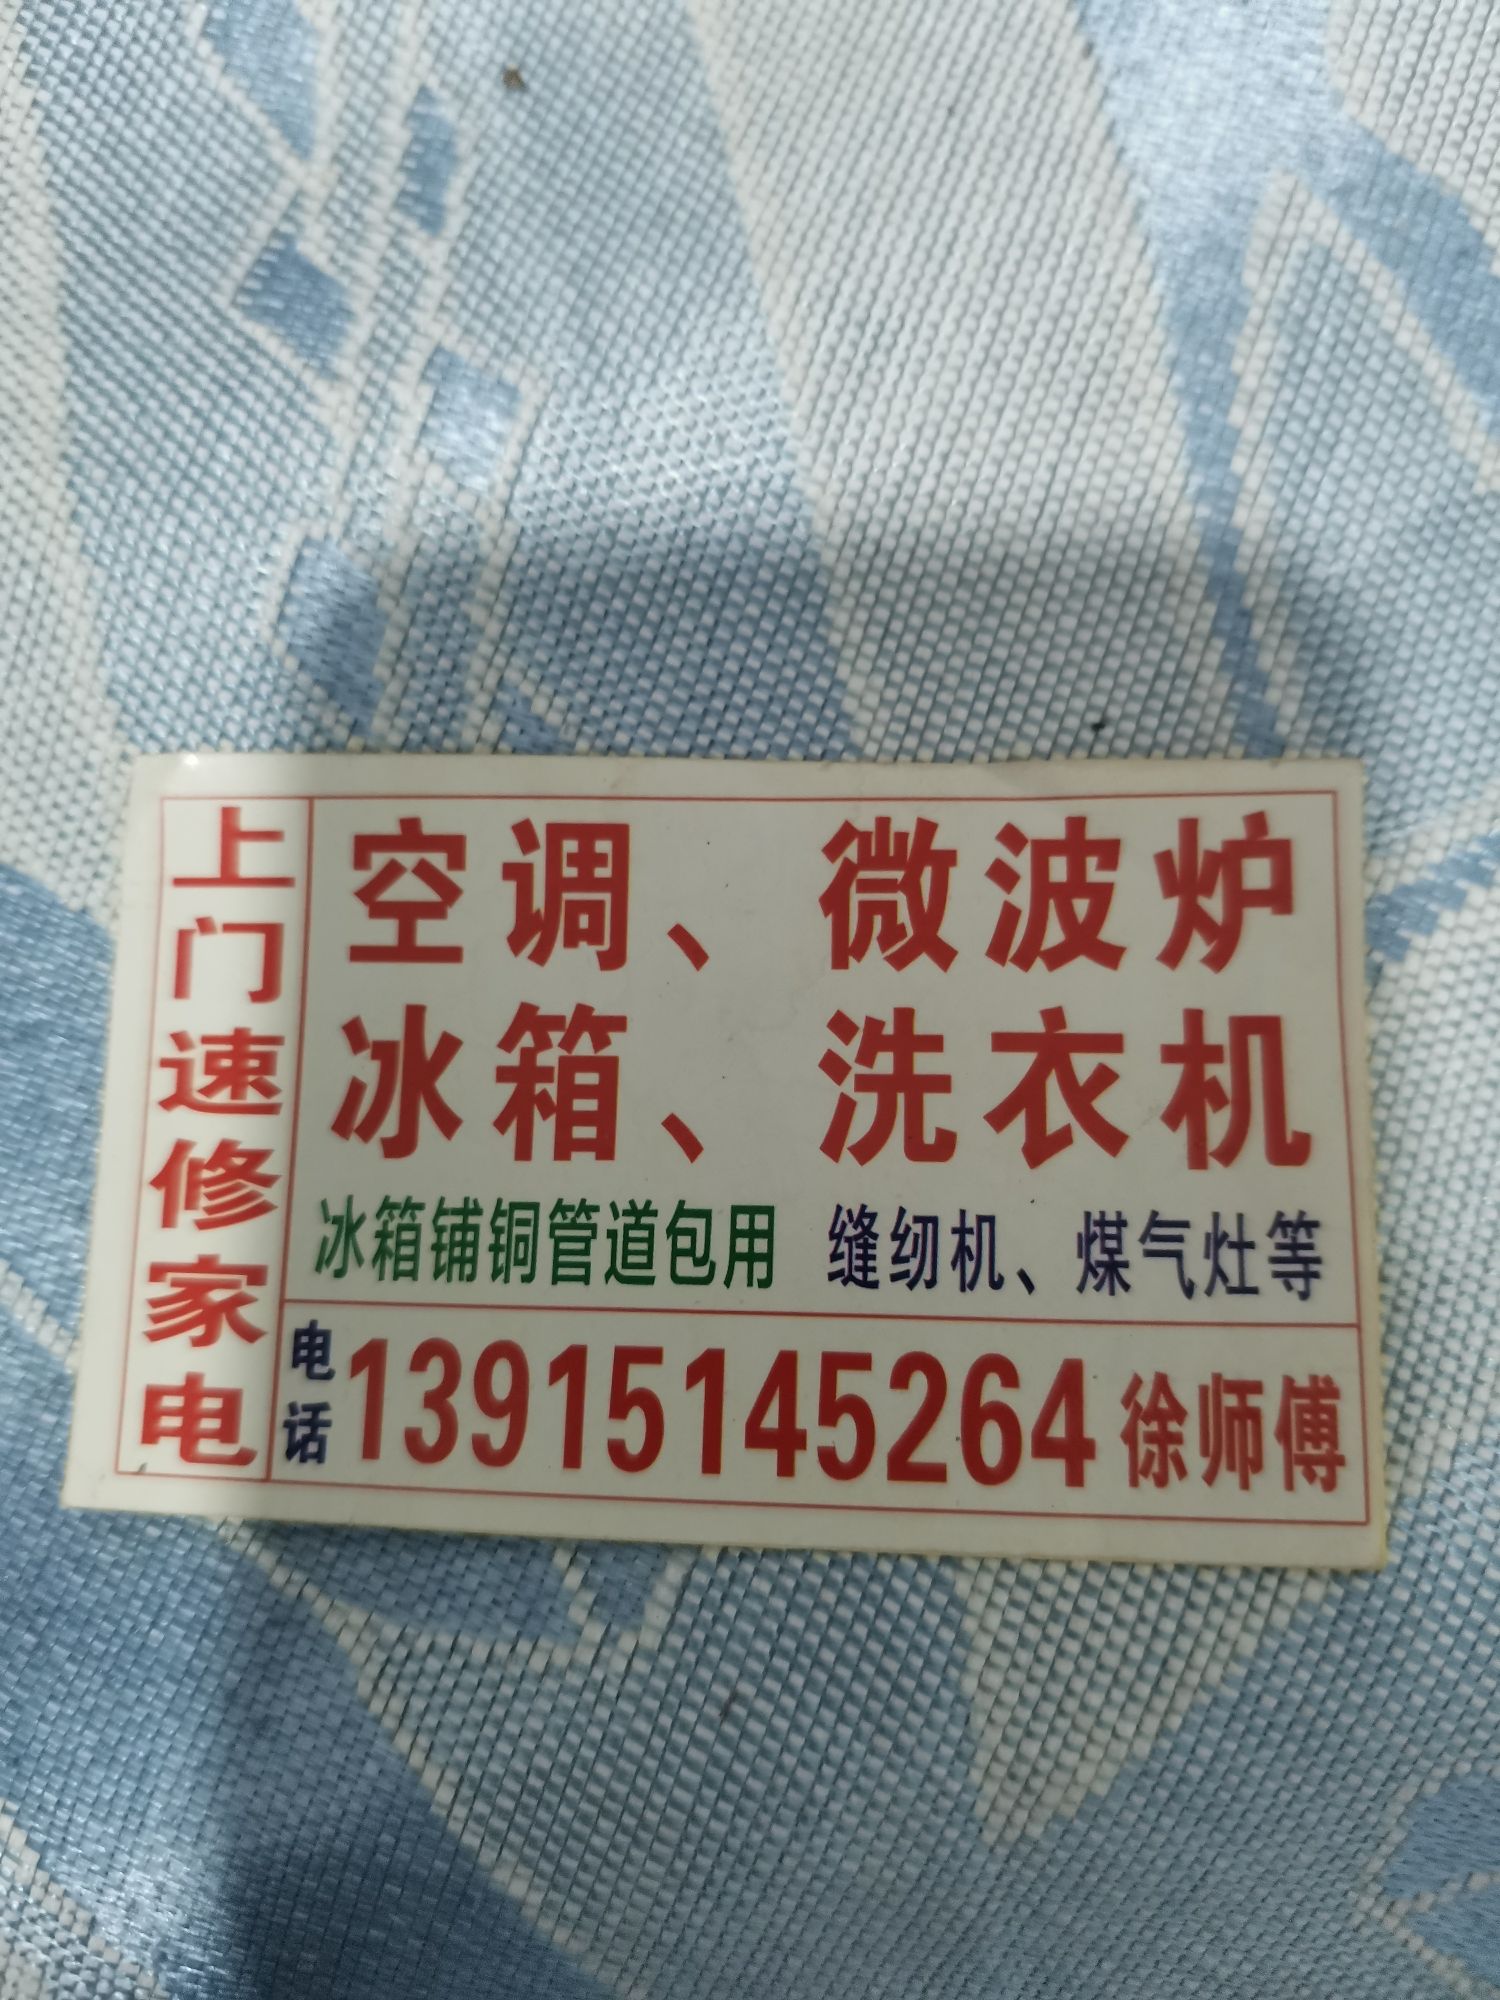 上门速修家电
空调、微波炉
冰箱、洗衣机
冰箱铺铜管道包用 缝纫机、煤气灶等
电话 13915145264 徐师傅